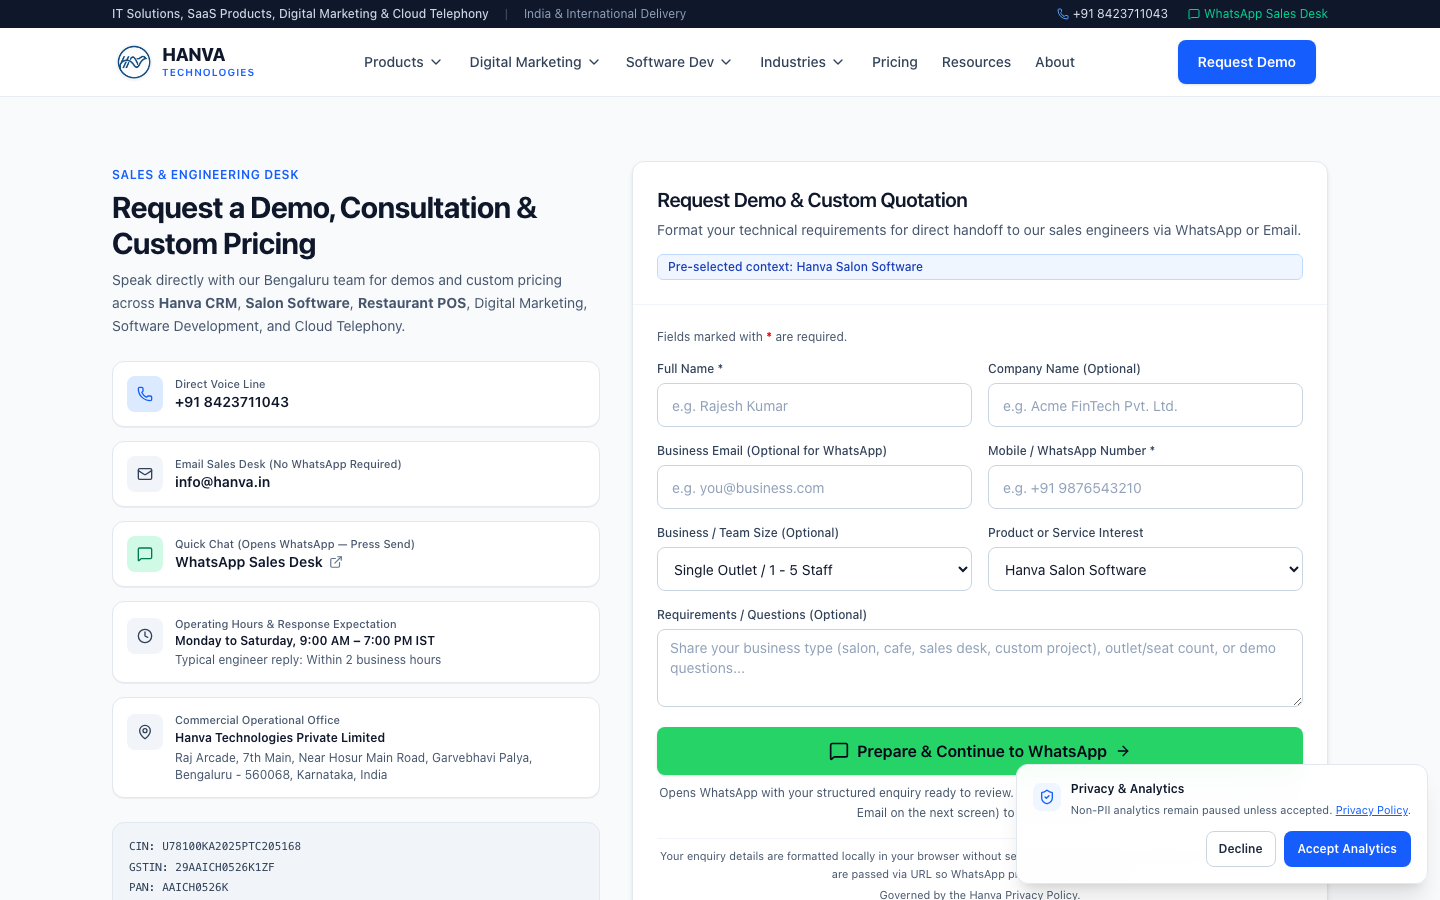 IT Solutions, SaaS Products, Digital Marketing & Cloud Telephony | India & International Delivery
+91 8423711043 WhatsApp Sales Desk
HANVA
TECHNOLOGIES
Products Digital Marketing Software Dev Industries Pricing Resources About
Request Demo
SALES & ENGINEERING DESK
Request a Demo, Consultation &
Custom Pricing
Speak directly with our Bengaluru team for demos and custom pricing
across Hanva CRM, Salon Software, Restaurant POS, Digital Marketing,
Software Development, and Cloud Telephony.
Direct Voice Line
+91 8423711043
Email Sales Desk (No WhatsApp Required)
info@hanva.in
Quick Chat (Opens WhatsApp — Press Send)
WhatsApp Sales Desk
Operating Hours & Response Expectation
Monday to Saturday, 9:00 AM – 7:00 PM IST
Typical engineer reply: Within 2 business hours
Commercial Operational Office
Hanva Technologies Private Limited
Raj Arcade, 7th Main, Near Hosur Main Road, Garvebhavi Palya,
Bengaluru - 560068, Karnataka, India
CIN: U78100KA2025PTC205168
GSTIN: 29AAICH0526K1ZF
PAN: AAICH0526K
Request Demo & Custom Quotation
Format your technical requirements for direct handoff to our sales engineers via WhatsApp or Email.
Pre-selected context: Hanva Salon Software
Fields marked with * are required.
Full Name *
e.g. Rajesh Kumar
Company Name (Optional)
e.g. Acme FinTech Pvt. Ltd.
Business Email (Optional for WhatsApp)
e.g. you@business.com
Mobile / WhatsApp Number *
e.g. +91 9876543210
Business / Team Size (Optional)
Single Outlet / 1 - 5 Staff
Product or Service Interest
Hanva Salon Software
Requirements / Questions (Optional)
Share your business type (salon, cafe, sales desk, custom project), outlet/seat count, or demo
questions...
Prepare & Continue to WhatsApp
Opens WhatsApp with your structured enquiry ready to review.
Email on the next screen) to
Your enquiry details are formatted locally in your browser without
are passed via URL so WhatsApp
Governed by the Hanva Privacy Policy.
Privacy & Analytics
Non-PII analytics remain paused unless accepted. Privacy Policy.
Decline
Accept Analytics